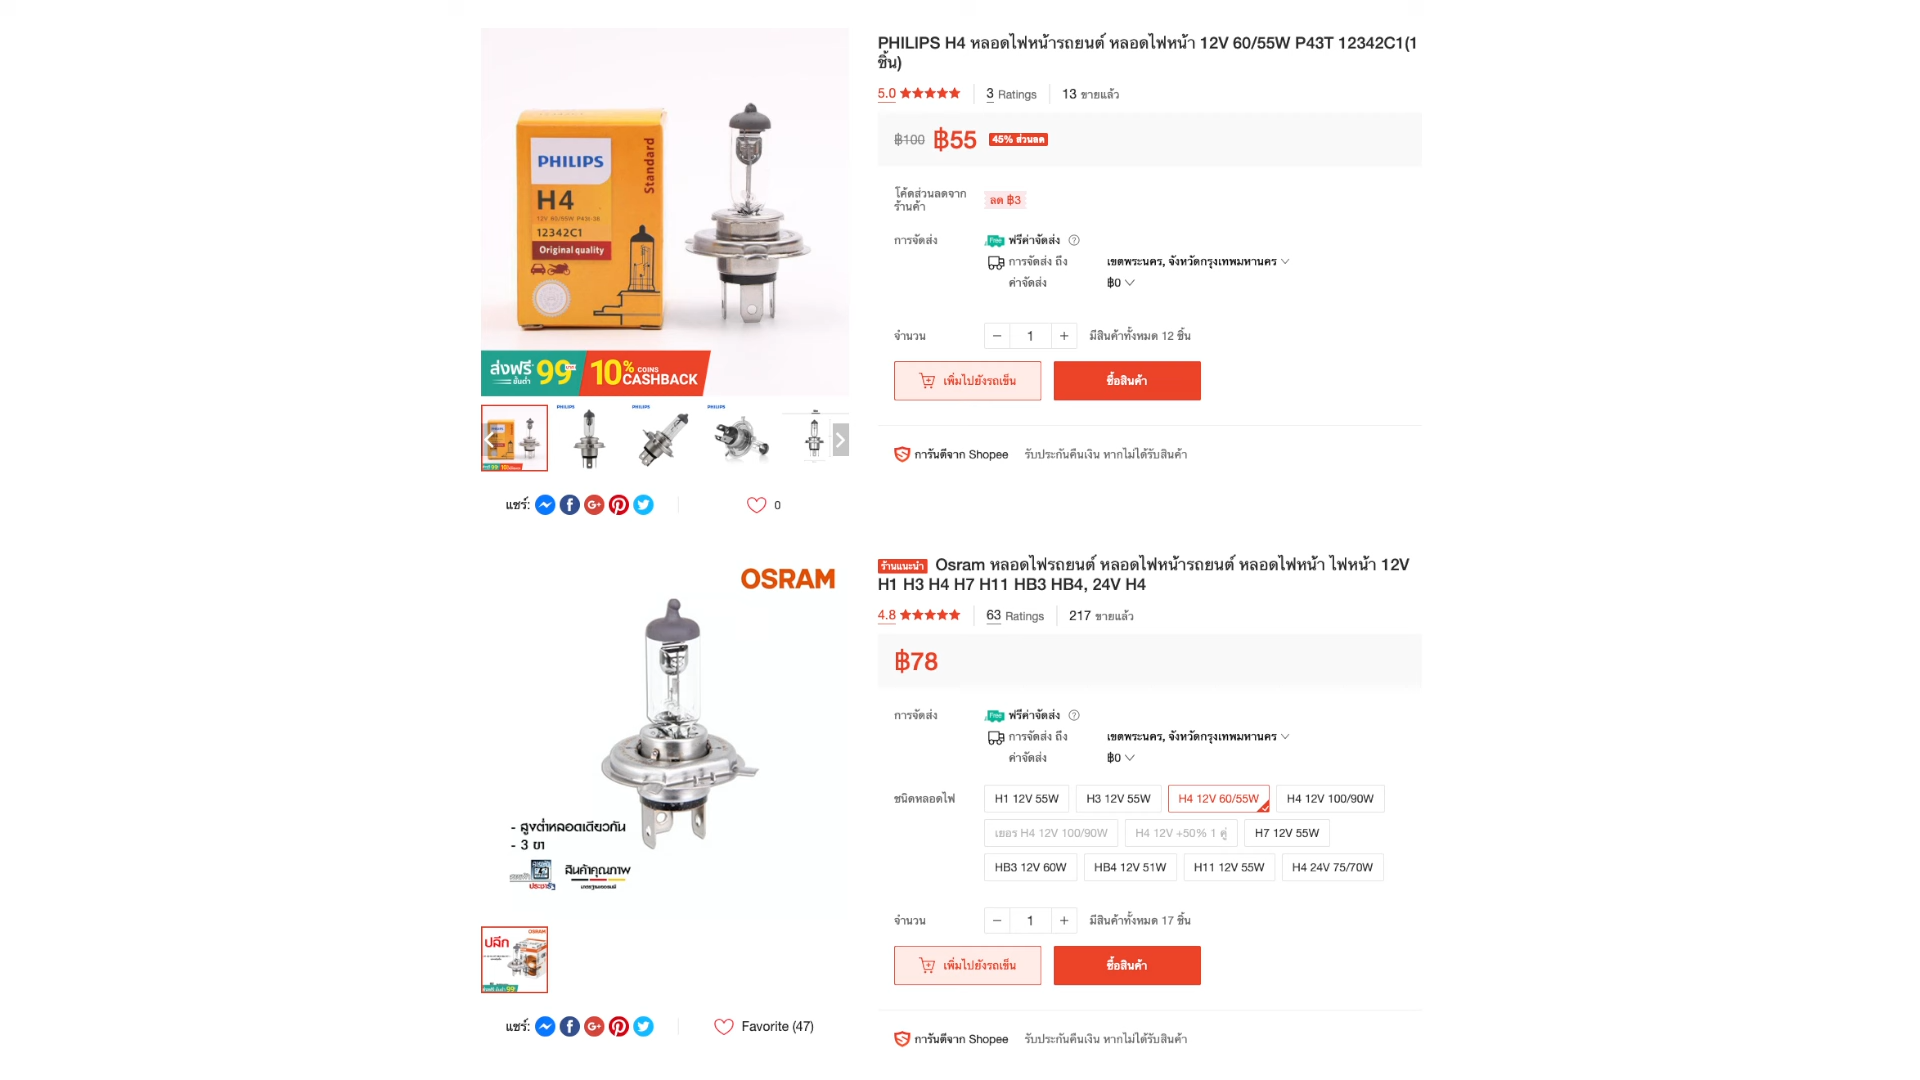 PHILIPS H4 หลอดไฟหน้ารถยนต์ หลอดไฟหน้า 12V 60/55W P43T 12342C1(1
ชิ้น)
5.0 3 Ratings 13 ขายแล้ว
฿100 ฿55 45% ส่วนลด
โค้ดส่วนลดจาก
ร้านค้า
ลด ฿3
การจัดส่ง ฟรีค่าจัดส่ง
การจัดส่ง ถึง เขตพระนคร, จังหวัดกรุงเทพมหานคร
ค่าจัดส่ง ฿0
จำนวน 1 มีสินค้าทั้งหมด 12 ชิ้น
เพิ่มไปยังรถเข็น ซื้อสินค้า
การันตีจาก Shopee รับประกันคืนเงิน หากไม่ได้รับสินค้า
PHILIPS
Standard
H4
12342C1
Original quality
ส่งฟรี ขั้นต่ำ 99 10% COINS CASHBACK
PHILIPS PHILIPS PHILIPS
แชร์: 0
ร้านแนะนำ Osram หลอดไฟรถยนต์ หลอดไฟหน้ารถยนต์ หลอดไฟหน้า ไฟหน้า 12V
H1 H3 H4 H7 H11 HB3 HB4, 24V H4
4.8 63 Ratings 217 ขายแล้ว
฿78
การจัดส่ง ฟรีค่าจัดส่ง
การจัดส่ง ถึง เขตพระนคร, จังหวัดกรุงเทพมหานคร
ค่าจัดส่ง ฿0
ชนิดหลอดไฟ H1 12V 55W H3 12V 55W H4 12V 60/55W H4 12V 100/90W
เยอร H4 12V 100/90W H4 12V +50% 1 คู่ H7 12V 55W
HB3 12V 60W HB4 12V 51W H11 12V 55W H4 24V 75/70W
จำนวน 1 มีสินค้าทั้งหมด 17 ชิ้น
เพิ่มไปยังรถเข็น ซื้อสินค้า
การันตีจาก Shopee รับประกันคืนเงิน หากไม่ได้รับสินค้า
OSRAM
- สูงต่ำหลอดเดียวกัน
- 3 ขา
ประชารัฐ สินค้าคุณภาพ
ปลีก
แชร์: Favorite (47)